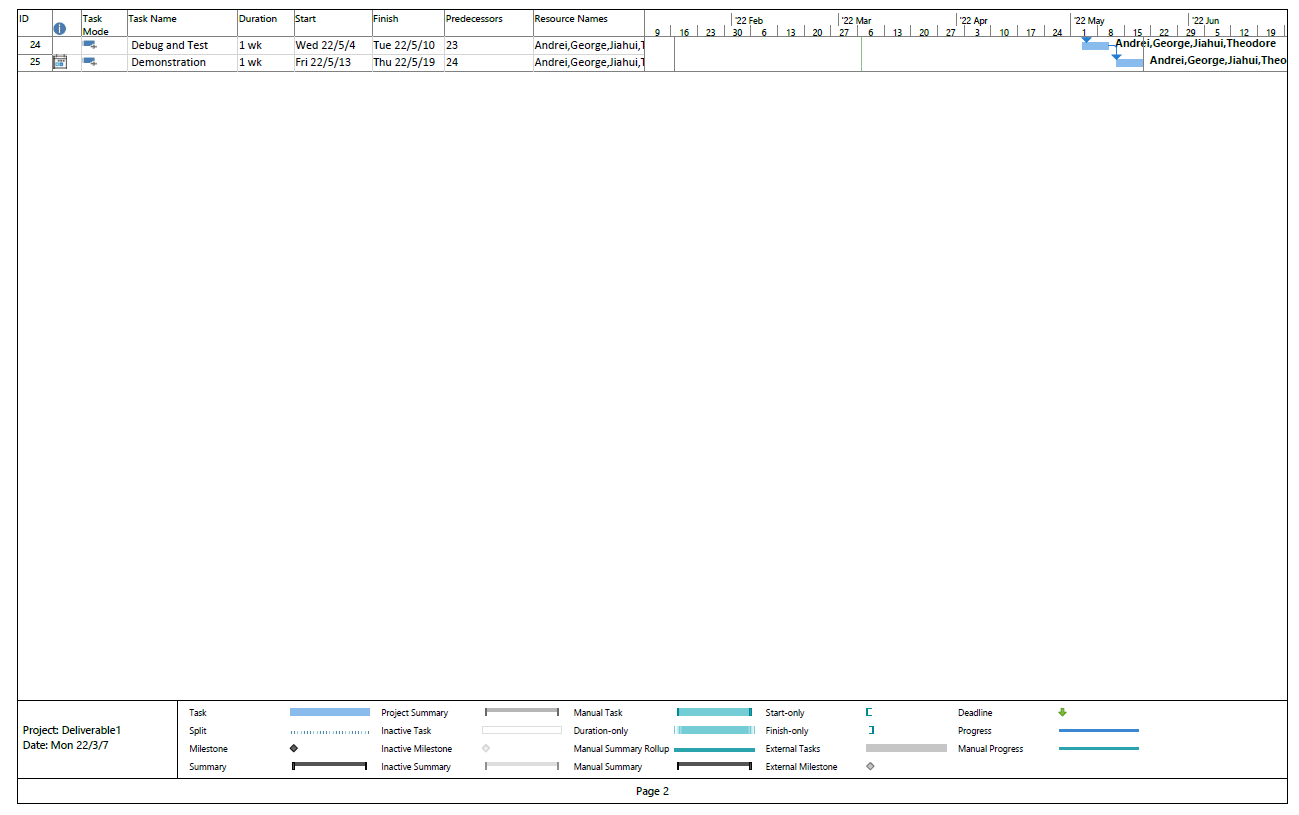 ID Task Mode Task Name Duration Start Finish Predecessors Resource Names
'22 Feb '22 Mar '22 Apr '22 May '22 Jun
9 16 23 30 6 13 20 27 6 13 20 27 3 10 17 24 1 8 15 22 29 5 12 19
24 Debug and Test 1 wk Wed 22/5/4 Tue 22/5/10 23 Andrei,George,Jiahui,T Andrei,George,Jiahui,Theodore
25 Demonstration 1 wk Fri 22/5/13 Thu 22/5/19 24 Andrei,George,Jiahui,T Andrei,George,Jiahui,Theo
Project: Deliverable1
Date: Mon 22/3/7
Task Project Summary Manual Task Start-only Deadline
Split Inactive Task Duration-only Finish-only Progress
Milestone Inactive Milestone Manual Summary Rollup External Tasks Manual Progress
Summary Inactive Summary Manual Summary External Milestone
Page 2